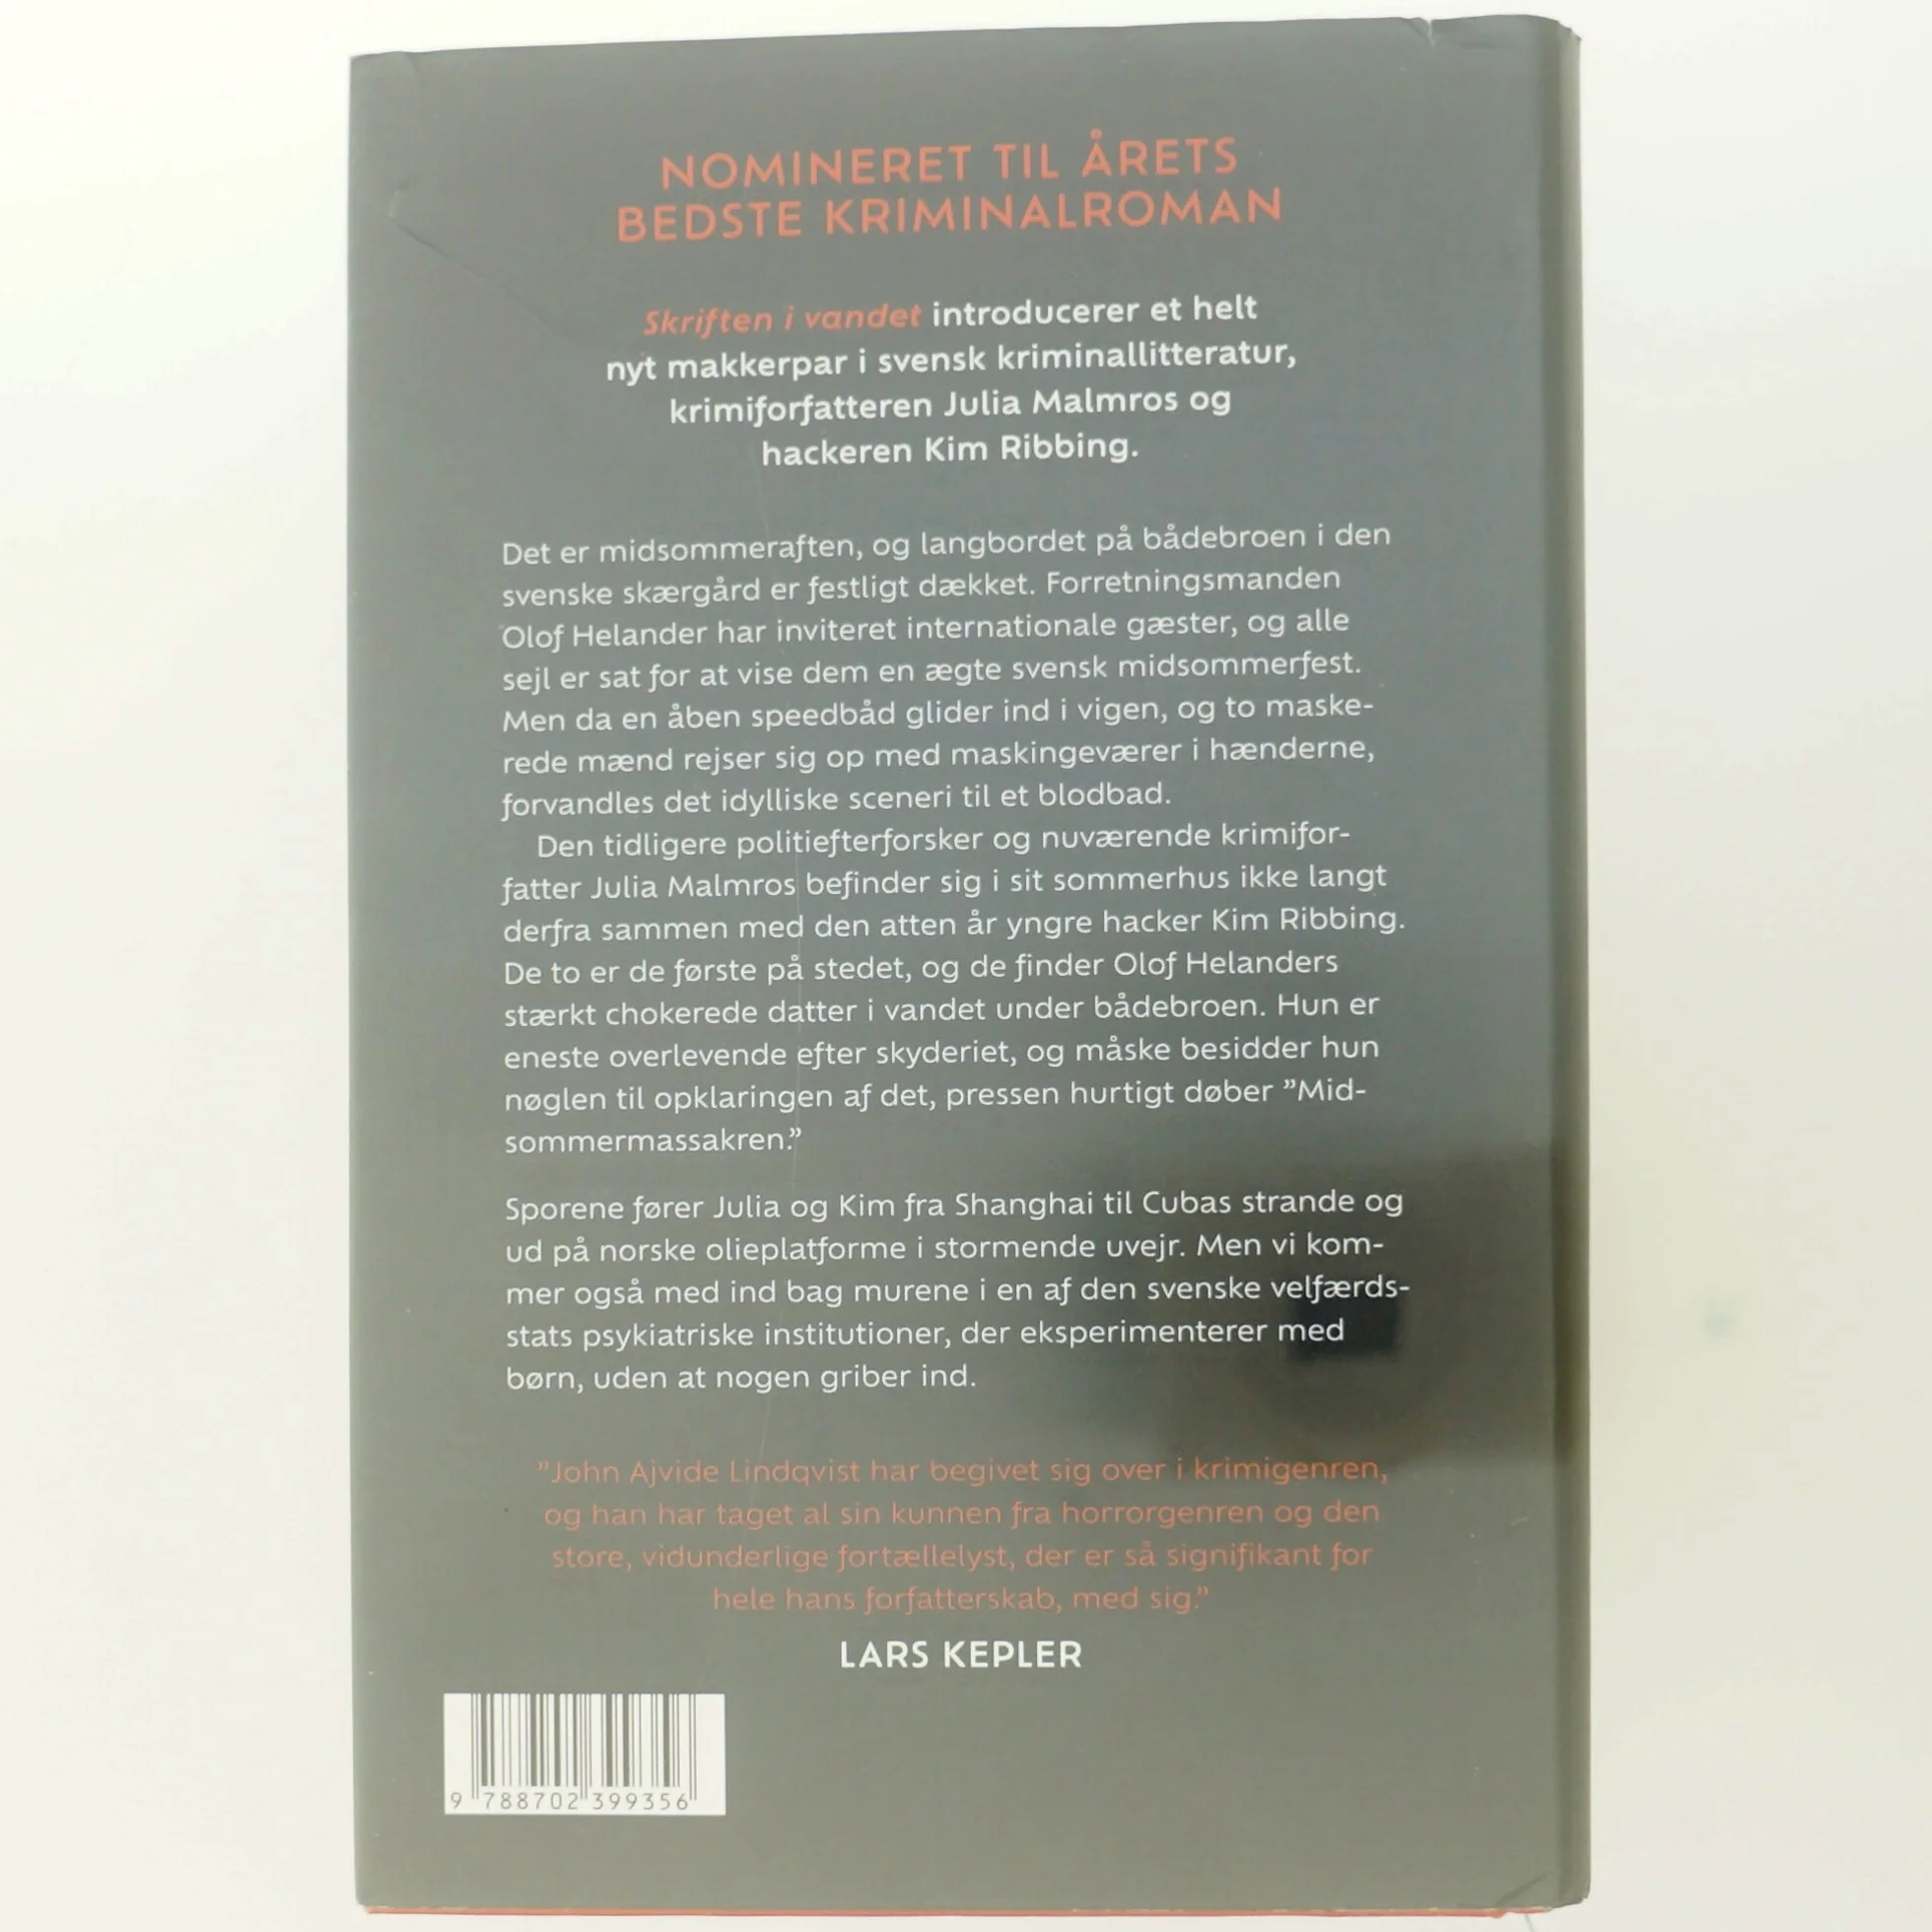 NOMINERET TIL ÅRETS
BEDSTE KRIMINALROMAN
Skriften i vandet introducerer et helt
nyt makkerpar i svensk kriminallitteratur,
krimiforfatteren Julia Malmros og
hackeren Kim Ribbing.
Det er midsommeraften, og langbordet på bådebroen i den
svenske skærgård er festligt dækket. Forretningsmanden
Olof Helander har inviteret internationale gæster, og alle
sejl er sat for at vise dem en ægte svensk midsommerfest.
Men da en åben speedbåd glider ind i vigen, og to maske-
rede mænd rejser sig op med maskingeværer i hænderne,
forvandles det idylliske sceneri til et blodbad.
Den tidligere politiefterforsker og nuværende krimifor-
fatter Julia Malmros befinder sig i sit sommerhus ikke langt
derfra sammen med den atten år yngre hacker Kim Ribbing.
De to er de første på stedet, og de finder Olof Helanders
stærkt chokerede datter i vandet under bådebroen. Hun er
eneste overlevende efter skyderiet, og måske besidder hun
nøglen til opklaringen af det, pressen hurtigt døber ”Mid-
sommermassakren.”
Sporene fører Julia og Kim fra Shanghai til Cubas strande og
ud på norske olieplatforme i stormende uvejr. Men vi kom-
mer også med ind bag murene i en af den svenske velfærds-
stats psykiatriske institutioner, der eksperimenterer med
børn, uden at nogen griber ind.
”John Ajvide Lindqvist har begivet sig over i krimigenren,
og han har taget al sin kunnen fra horrorgenren og den
store, vidunderlige fortællelyst, der er så signifikant for
hele hans forfatterskab, med sig.”
LARS KEPLER
9 788702 399356